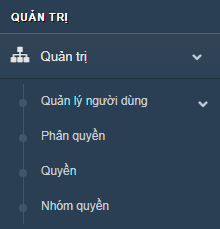 QUẢN TRỊ
Quản trị
Quản lý người dùng
Phân quyền
Quyền
Nhóm quyền